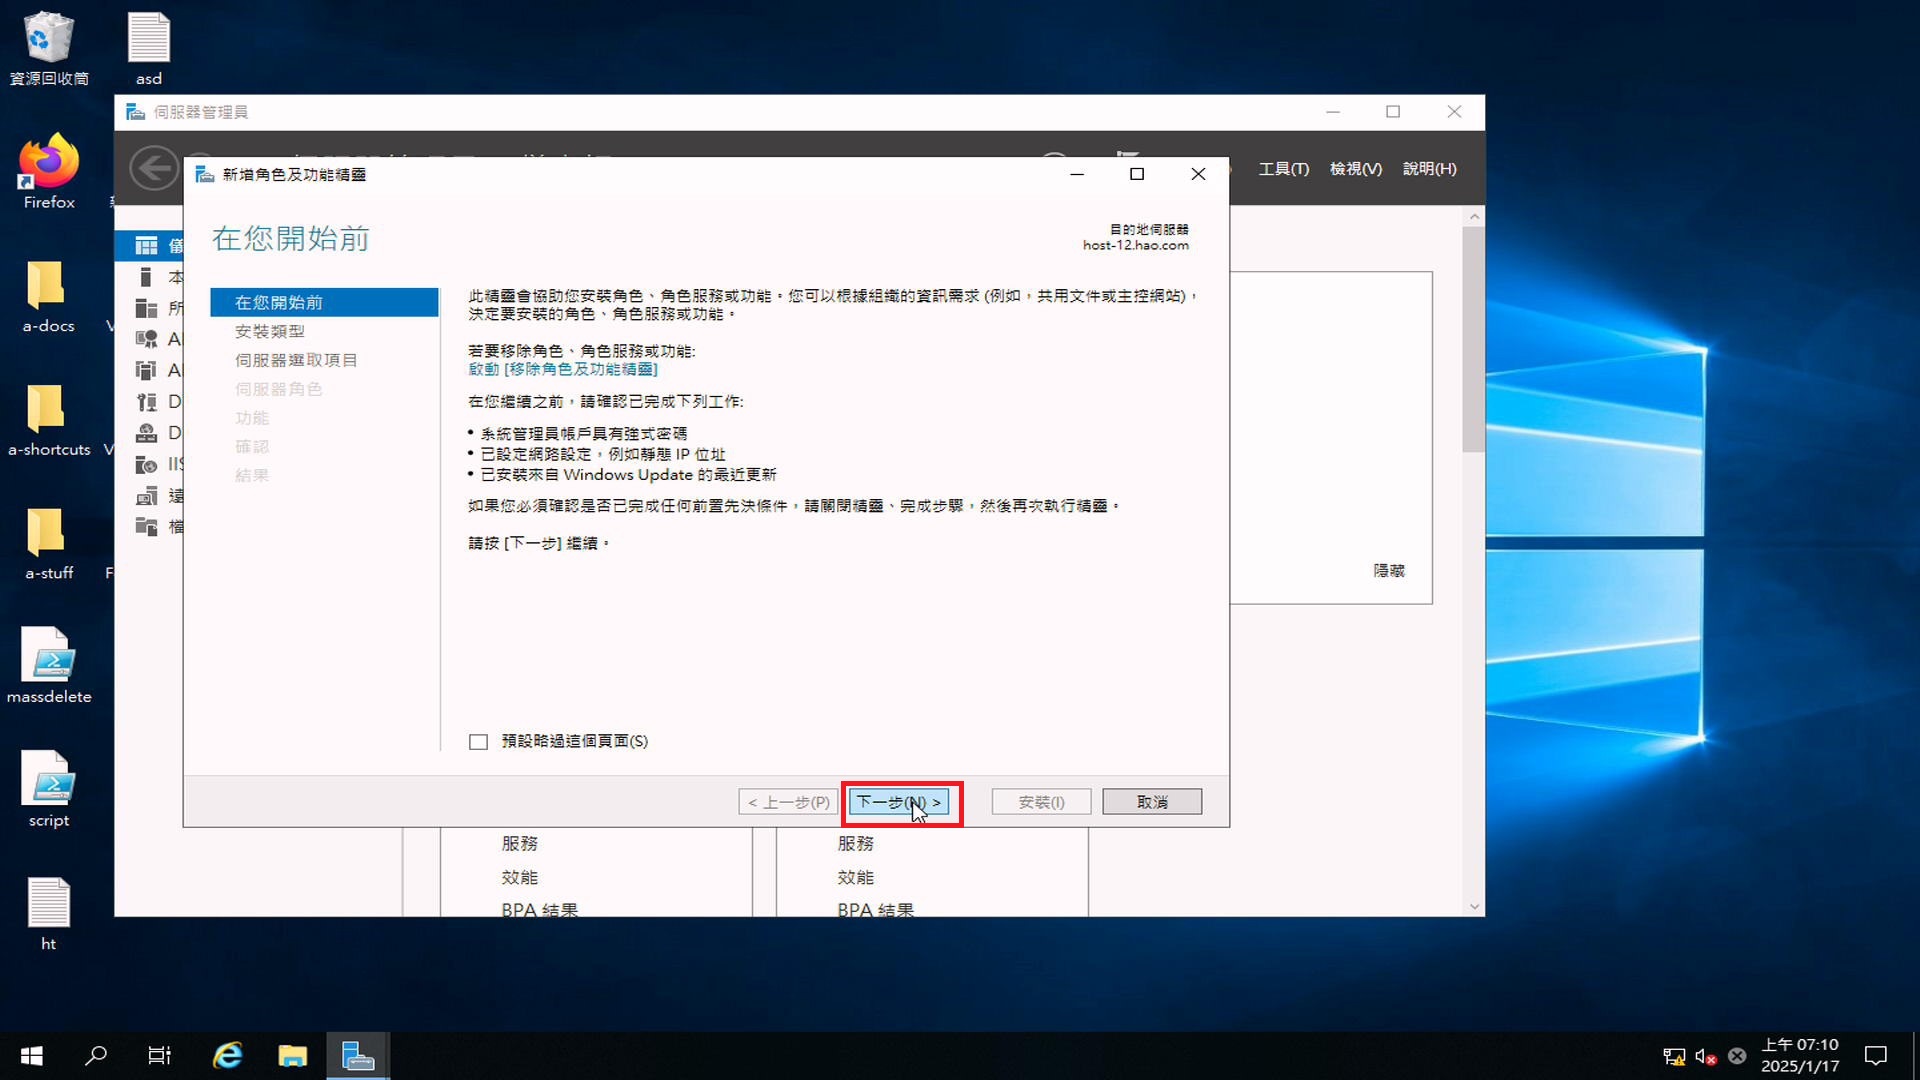 資源回收筒
asd
Firefox
a-docs
a-shortcuts
a-stuff
massdelete
script
ht
伺服器管理員
工具(T) 檢視(V) 說明(H)
儀
本
所
A
A
D
D
IIS
遠
檔
新增角色及功能精靈
在您開始前
目的地伺服器
host-12.hao.com
在您開始前
安裝類型
伺服器選取項目
伺服器角色
功能
確認
結果
此精靈會協助您安裝角色、角色服務或功能。您可以根據組織的資訊需求 (例如，共用文件或主控網站)，
決定要安裝的角色、角色服務或功能。
若要移除角色、角色服務或功能:
啟動 [移除角色及功能精靈]
在您繼續之前，請確認已完成下列工作:
• 系統管理員帳戶具有強式密碼
• 已設定網路設定，例如靜態 IP 位址
• 已安裝來自 Windows Update 的最近更新
如果您必須確認是否已完成任何前置先決條件，請關閉精靈、完成步驟，然後再次執行精靈。
請按 [下一步] 繼續。
預設略過這個頁面(S)
< 上一步(P) 下一步(N) > 安裝(I) 取消
隱藏
服務
效能
BPA 結果
服務
效能
BPA 結果
上午 07:10
2025/1/17